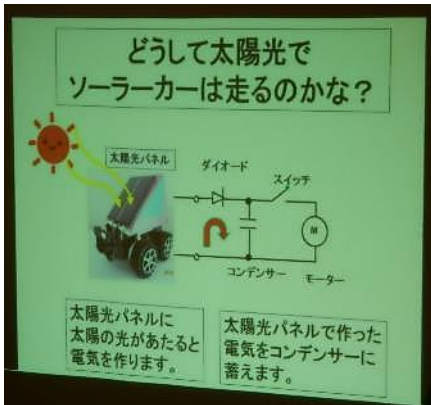 どうして太陽光で
ソーラーカーは走るのかな？
太陽光パネル
ダイオード
スイッチ
M
コンデンサー
モーター
太陽光パネルに
太陽の光があたると
電気を作ります。
太陽光パネルで作った
電気をコンデンサーに
蓄えます。